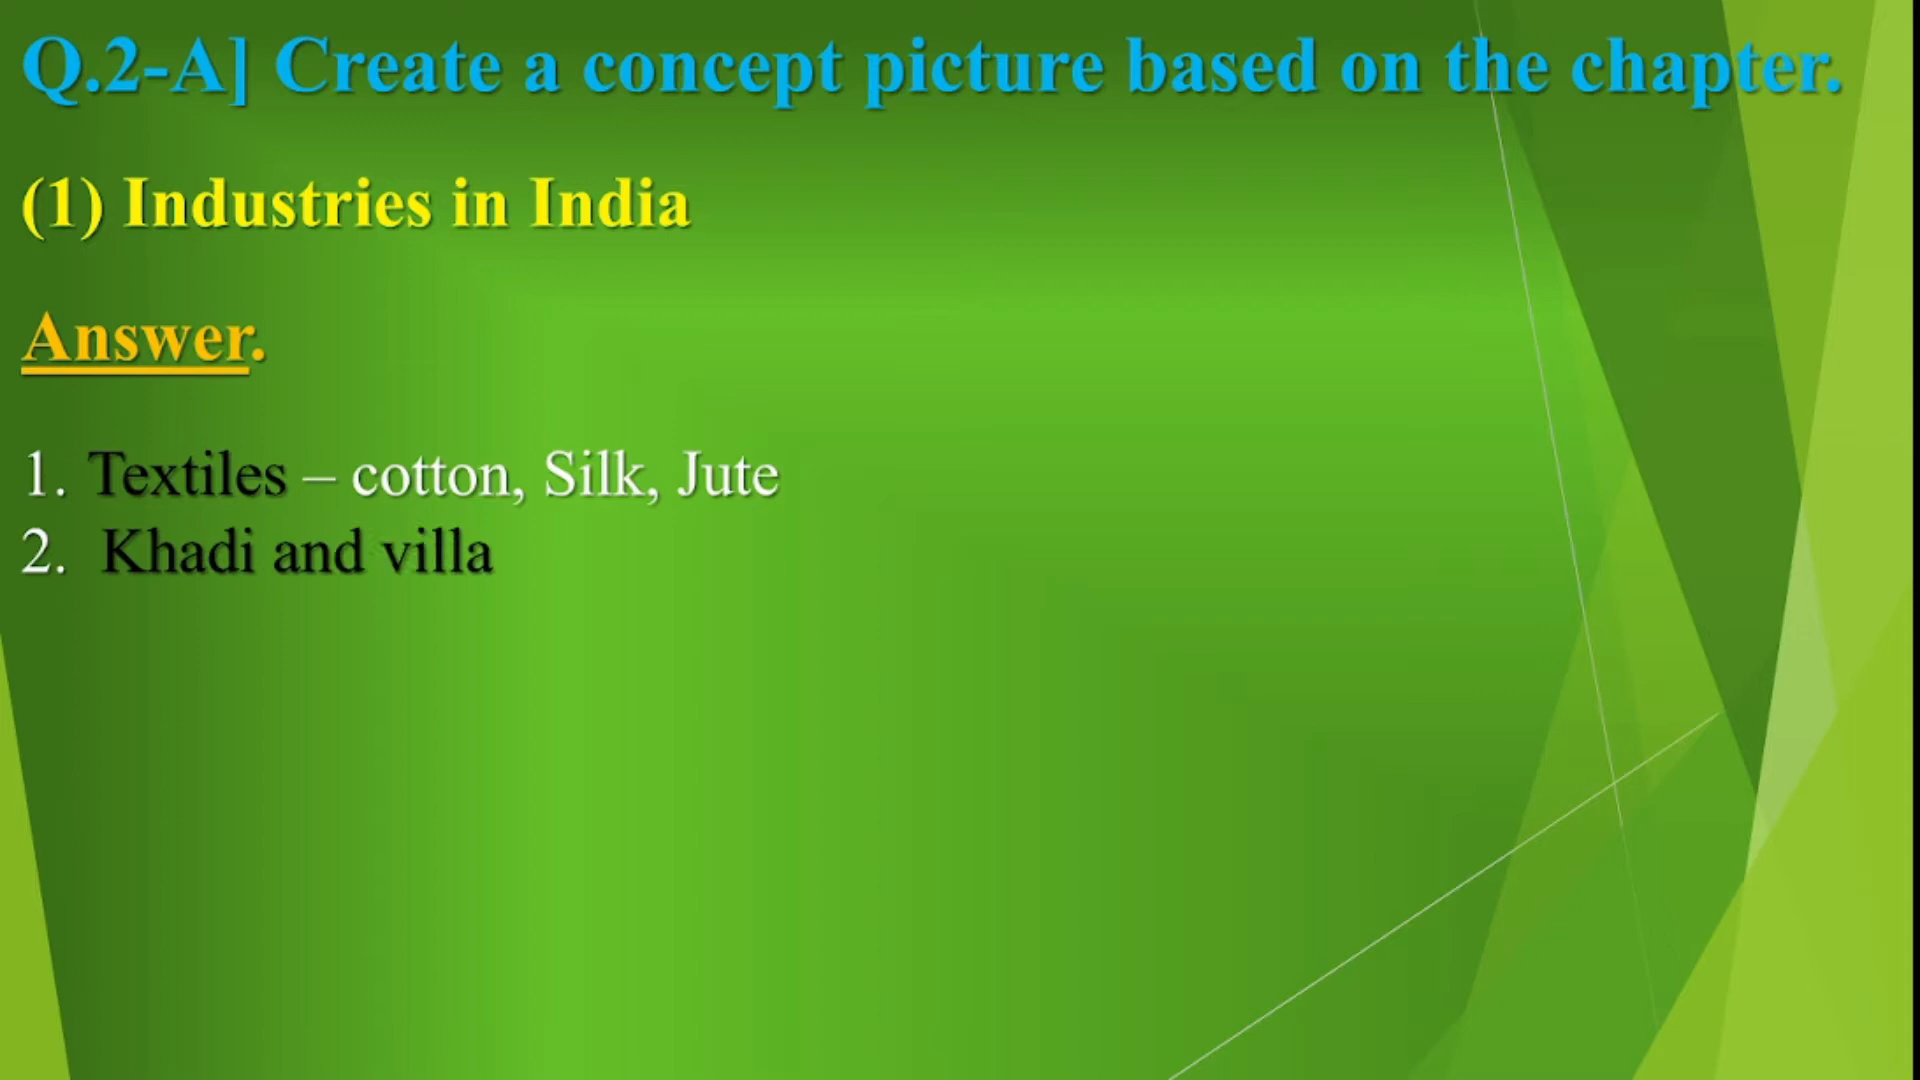 Q.2-A] Create a concept picture based on the chapter.
(1) Industries in India
Answer.
1. Textiles – cotton, Silk, Jute
2. Khadi and villa